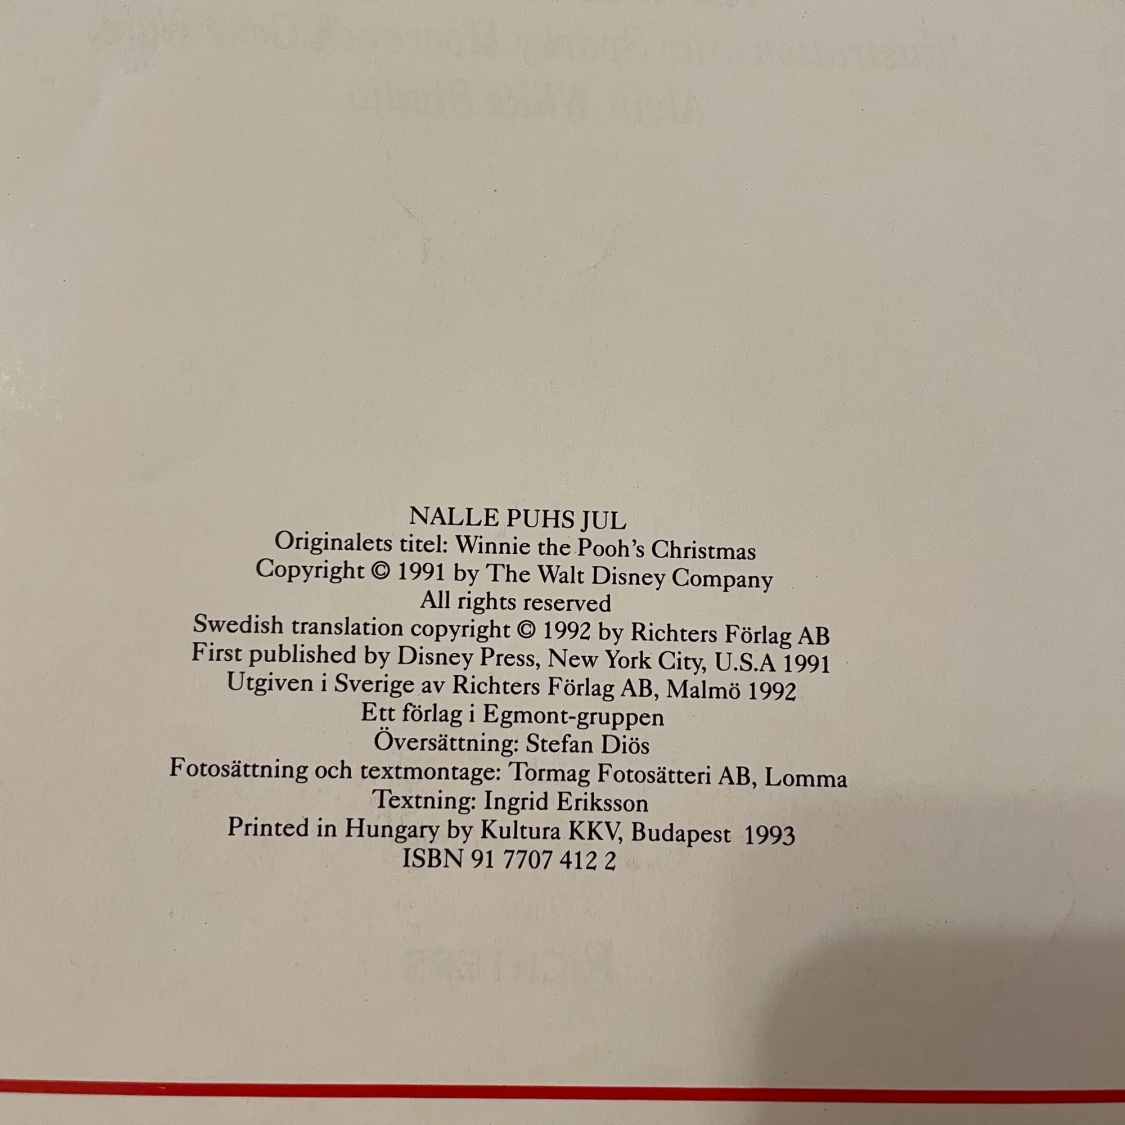 NALLE PUHS JUL
Originalets titel: Winnie the Pooh's Christmas
Copyright © 1991 by The Walt Disney Company
All rights reserved
Swedish translation copyright © 1992 by Richters Förlag AB
First published by Disney Press, New York City, U.S.A 1991
Utgiven i Sverige av Richters Förlag AB, Malmö 1992
Ett förlag i Egmont-gruppen
Översättning: Stefan Diös
Fotosättning och textmontage: Tormag Fotosätteri AB, Lomma
Textning: Ingrid Eriksson
Printed in Hungary by Kultura KKV, Budapest 1993
ISBN 91 7707 412 2
RICHTERS